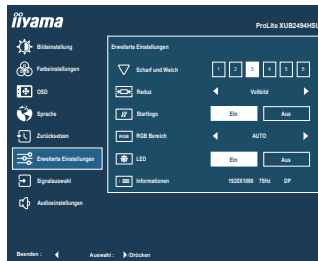 iiyama
ProLite XUB2494HSU
Bildeinstellung
Erweiterte Einstellungen
Farbeinstellungen
Scharf und Weich 1 2 3 4 5 6
OSD
Reduz Vollbild
Sprache
Startlogo Ein Aus
Zurücksetzen
RGB RGB Bereich AUTO
Erweiterte Einstellungen
LED Ein Aus
Signalauswahl
Informationen 1920X1080 75Hz DP
Audioeinstellungen
Beenden : Auswahl : /Drücken